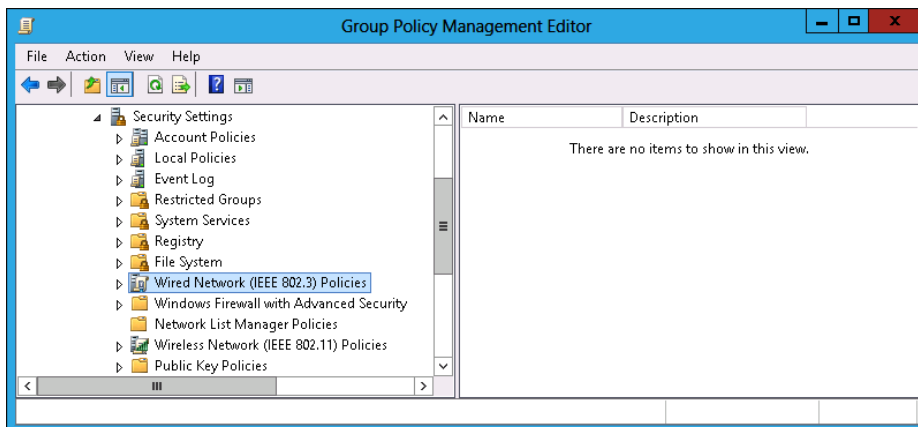 Group Policy Management Editor
x
File Action View Help
?
Security Settings
Name Description
Account Policies
There are no items to show in this view.
Local Policies
Event Log
Restricted Groups
System Services
Registry
File System
Wired Network (IEEE 802.3) Policies
Windows Firewall with Advanced Security
Network List Manager Policies
Wireless Network (IEEE 802.11) Policies
Public Key Policies